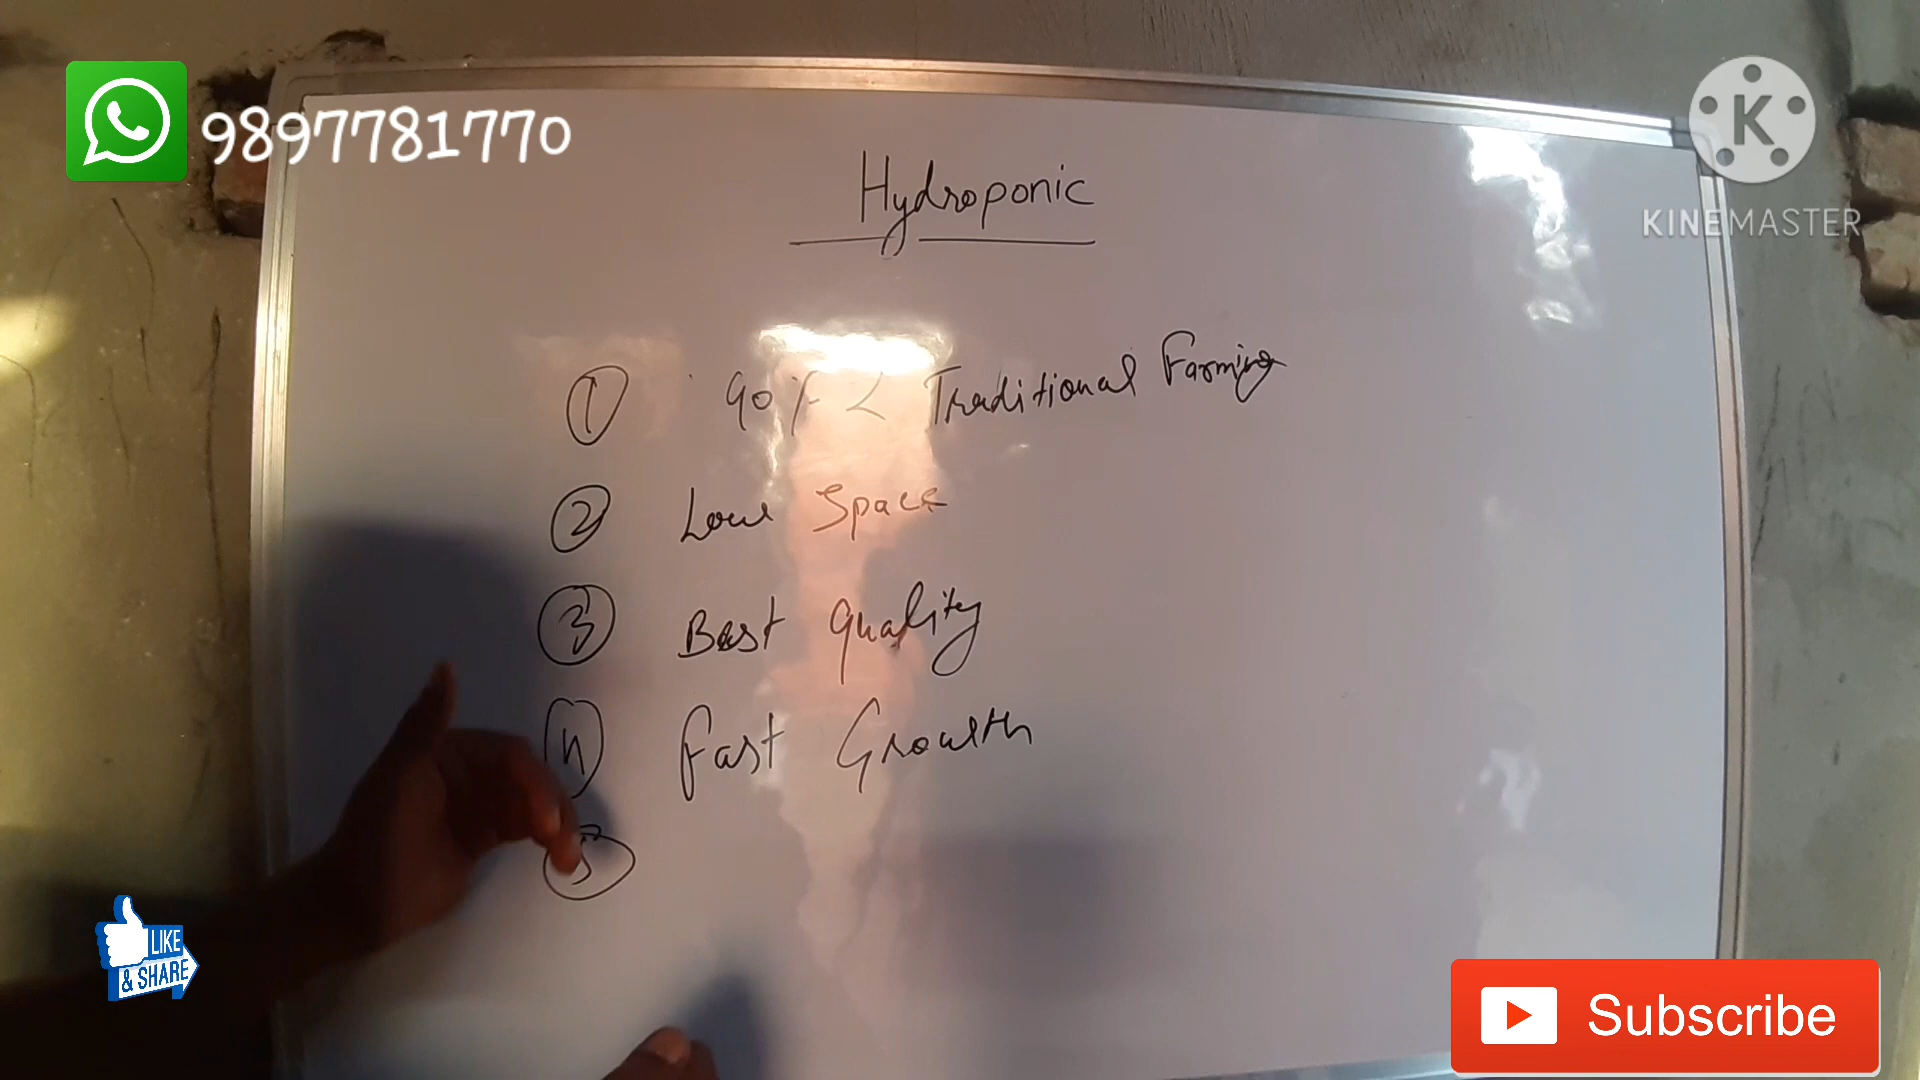 9897781770
K
KINEMASTER
Hydroponic
① 90% < Traditional Farming
② Low Space
③ Best Quality
④ Fast Growth
⑤
LIKE
& SHARE
Subscribe